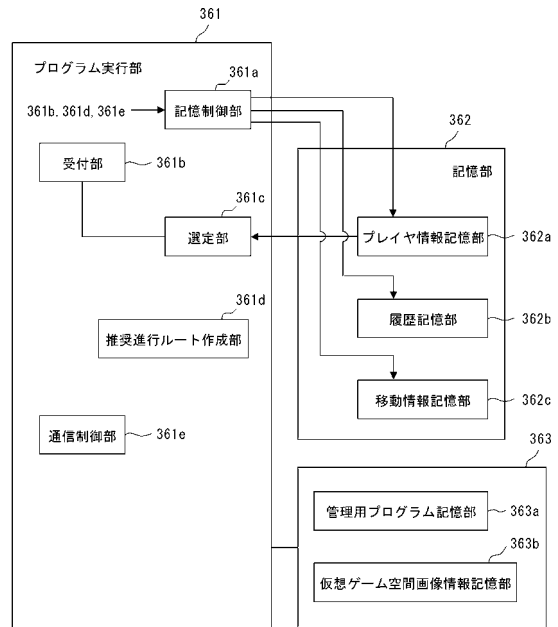 361
プログラム実行部
361a
361b, 361d, 361e
記憶制御部
362
受付部
361b
記憶部
361c
選定部
プレイヤ情報記憶部
362a
361d
推奨進行ルート作成部
履歴記憶部
362b
移動情報記憶部
362c
通信制御部
361e
363
管理用プログラム記憶部
363a
363b
仮想ゲーム空間画像情報記憶部